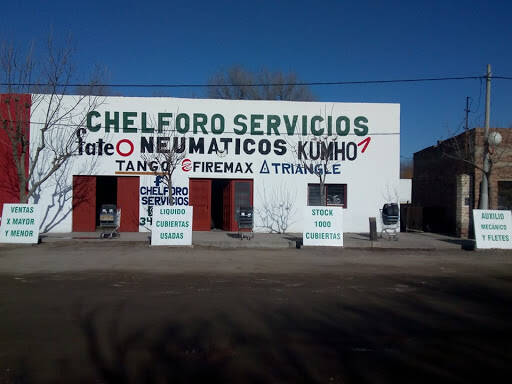 CHELFORO SERVICIOS
fate O NEUMATICOS KUMHO
TANGO FIREMAX TRIANGLE
CHELFORO
SERVICIOS
VENTAS
X MAYOR
Y MENOR
LIQUIDO
CUBIERTAS
USADAS
STOCK
1000
CUBIERTAS
AUXILIO
MECÁNICO
Y FLETES